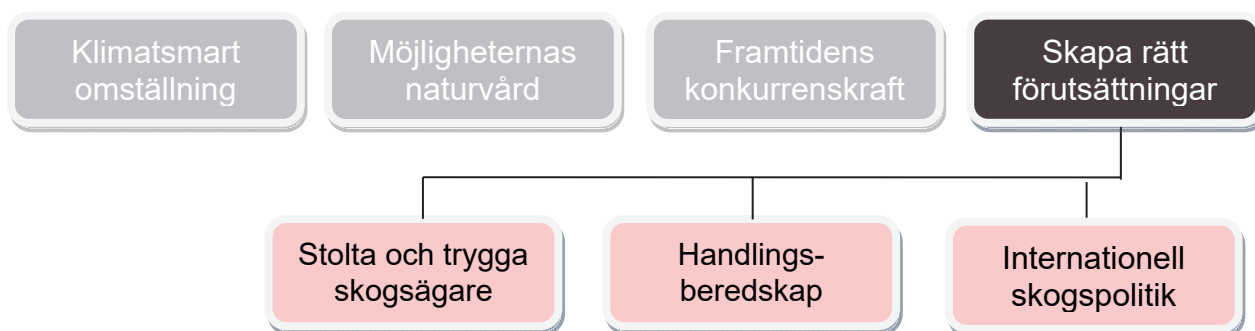 Klimatsmart
omställning
Möjligheternas
naturvård
Framtidens
konkurrenskraft
Skapa rätt
förutsättningar
Stolta och trygga
skogsägare
Handlings-
beredskap
Internationell
skogspolitik